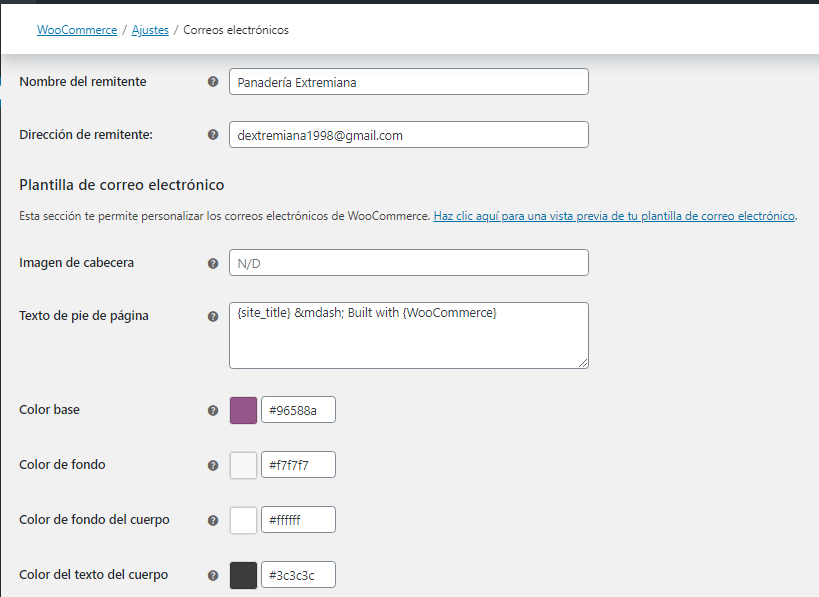 WooCommerce / Ajustes / Correos electrónicos
Nombre del remitente ? Panadería Extremiana
Dirección de remitente: ? dextremiana1998@gmail.com
Plantilla de correo electrónico
Esta sección te permite personalizar los correos electrónicos de WooCommerce. Haz clic aquí para una vista previa de tu plantilla de correo electrónico.
Imagen de cabecera ? N/D
Texto de pie de página ? {site_title} &mdash; Built with {WooCommerce}
Color base ? #96588a
Color de fondo ? #f7f7f7
Color de fondo del cuerpo ? #ffffff
Color del texto del cuerpo ? #3c3c3c